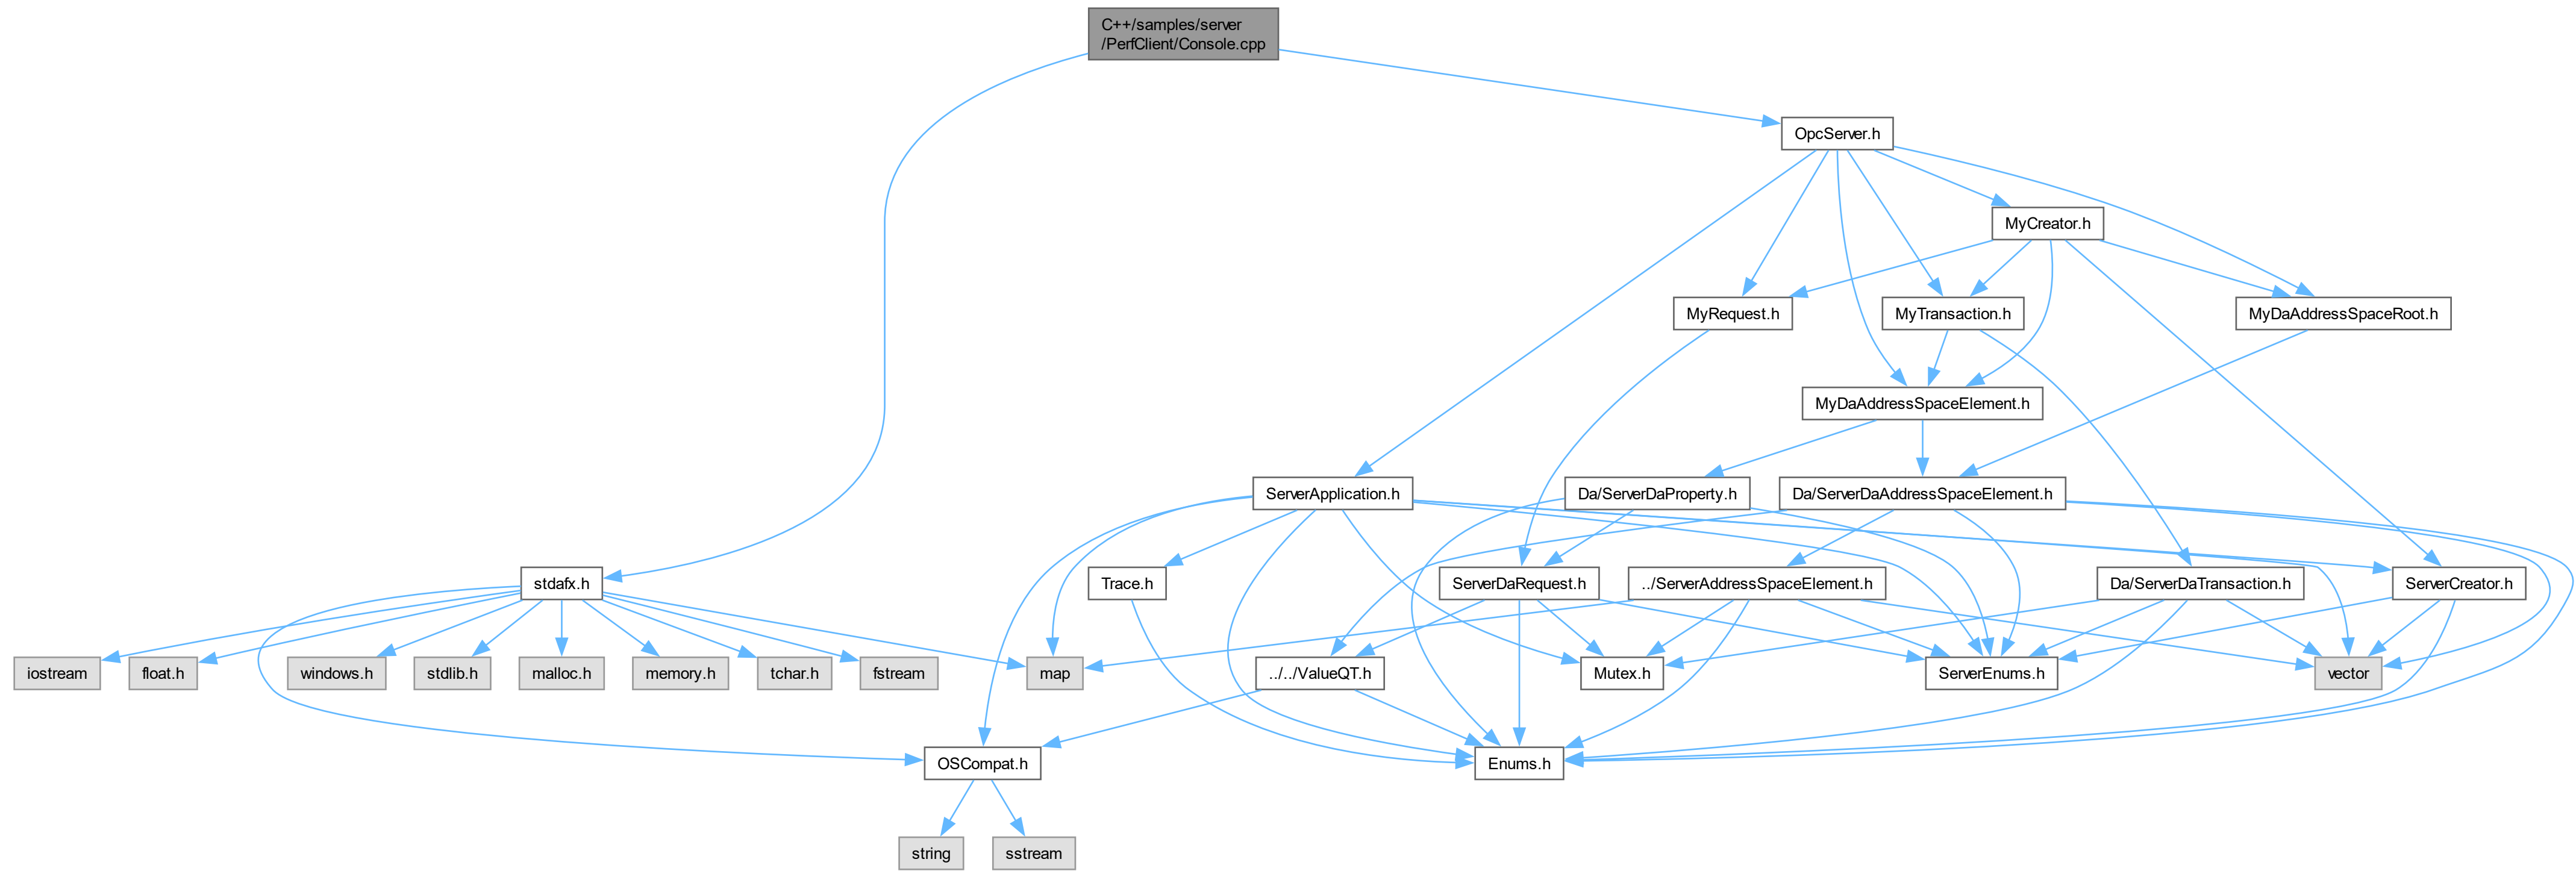 C++/samples/server
/PerfClient/Console.cpp
OpcServer.h
MyCreator.h
MyRequest.h
MyTransaction.h
MyDaAddressSpaceRoot.h
MyDaAddressSpaceElement.h
ServerApplication.h
Da/ServerDaProperty.h
Da/ServerDaAddressSpaceElement.h
stdafx.h
Trace.h
ServerDaRequest.h
../ServerAddressSpaceElement.h
Da/ServerDaTransaction.h
ServerCreator.h
iostream
float.h
windows.h
stdlib.h
malloc.h
memory.h
tchar.h
fstream
map
../../ValueQT.h
Mutex.h
ServerEnums.h
vector
OSCompat.h
Enums.h
string
sstream